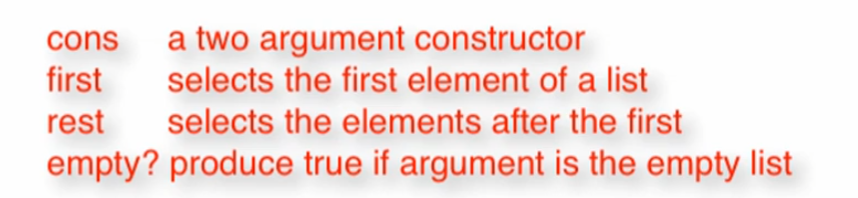 cons a two argument constructor
first selects the first element of a list
rest selects the elements after the first
empty? produce true if argument is the empty list